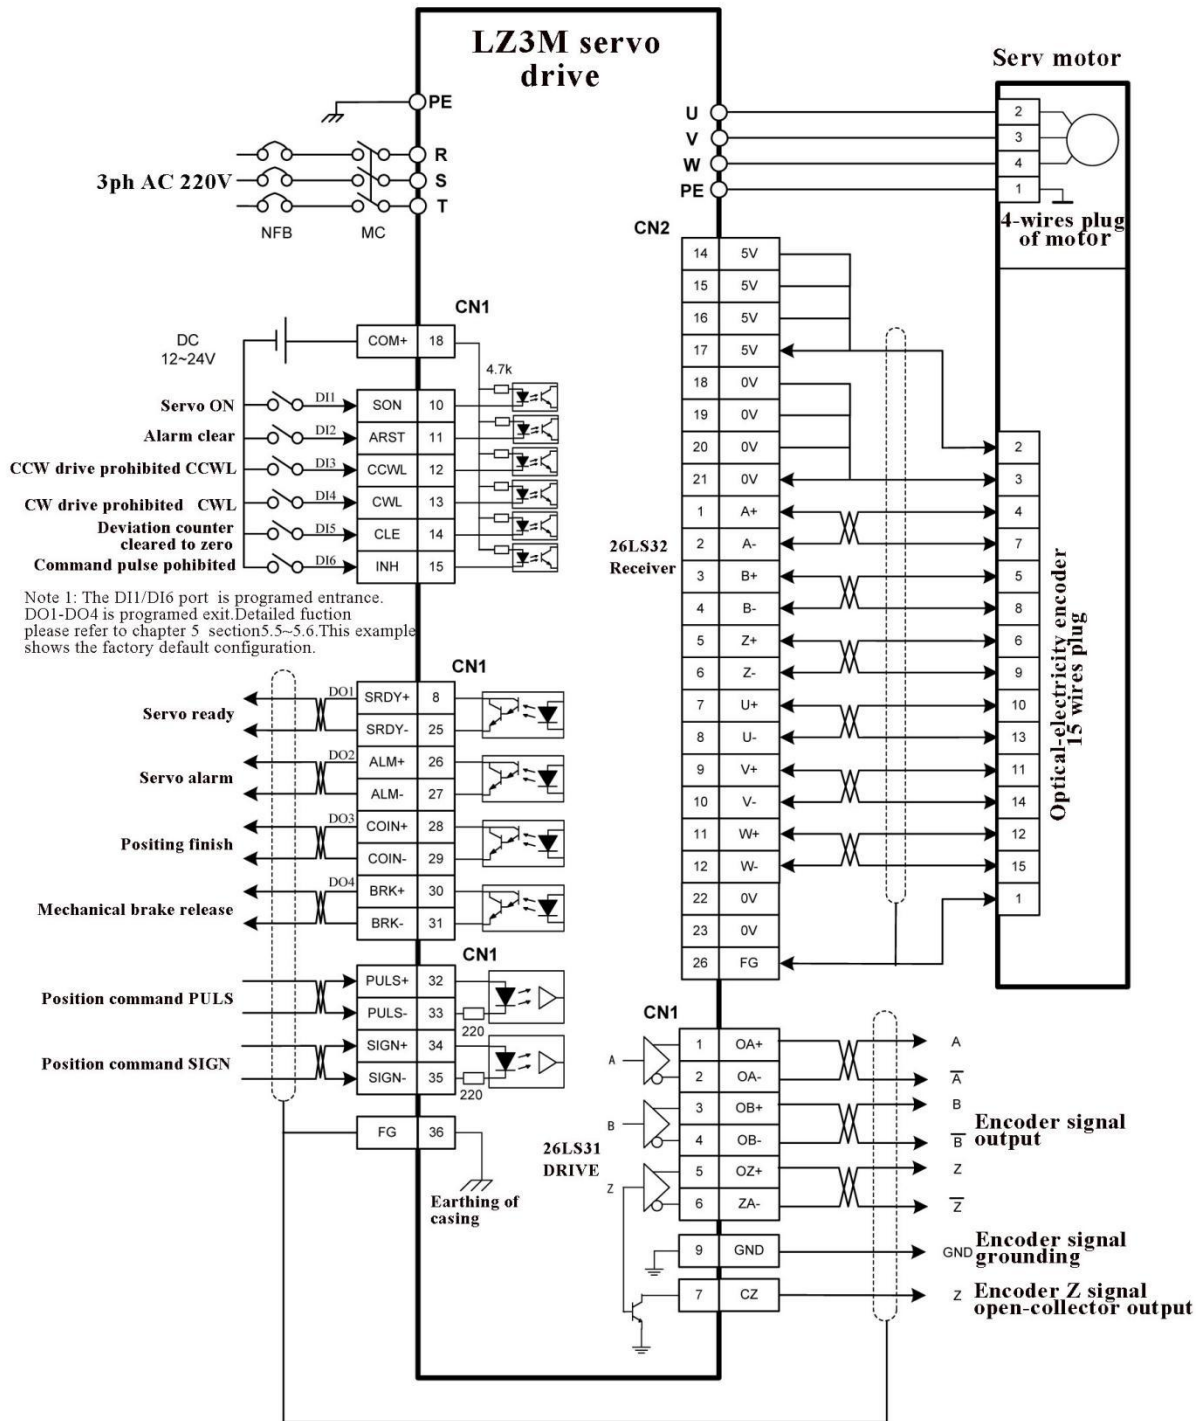 LZ3M servo
drive
Serv motor
PE
R
S
T
3ph AC 220V
NFB
MC
U
V
W
PE
2
3
4
1
4-wires plug
of motor
CN2
14 5V
15 5V
16 5V
17 5V
18 0V
19 0V
20 0V
21 0V
1 A+
2 A-
3 B+
4 B-
5 Z+
6 Z-
7 U+
8 U-
9 V+
10 V-
11 W+
12 W-
22 0V
23 0V
26 FG
26LS32
Receiver
2
3
4
7
5
8
6
9
10
13
11
14
12
15
1
Optical-electricity encoder
15 wires plug
CN1
DC
12~24V
COM+ 18
4.7k
Servo ON DI1 SON 10
Alarm clear DI2 ARST 11
CCW drive prohibited CCWL DI3 CCWL 12
CW drive prohibited CWL DI4 CWL 13
Deviation counter
cleared to zero DI5 CLE 14
Command pulse pohibited DI6 INH 15
Note 1: The DI1/DI6 port is programed entrance.
DO1-DO4 is programed exit.Detailed fuction
please refer to chapter 5 section5.5~5.6.This example
shows the factory default configuration.
CN1
Servo ready
DO1 SRDY+ 8
SRDY- 25
Servo alarm
DO2 ALM+ 26
ALM- 27
Positing finish
DO3 COIN+ 28
COIN- 29
Mechanical brake release
DO4 BRK+ 30
BRK- 31
CN1
Position command PULS
PULS+ 32
PULS- 33
220
Position command SIGN
SIGN+ 34
SIGN- 35
220
FG 36
Earthing of
casing
CN1
26LS31
DRIVE
A
1 OA+ A
2 OA- A̅
B
3 OB+ B
4 OB- B̅
Z
5 OZ+ Z
6 ZA- Z̅
Encoder signal
output
9 GND GND
Encoder signal
grounding
7 CZ Z
Encoder Z signal
open-collector output